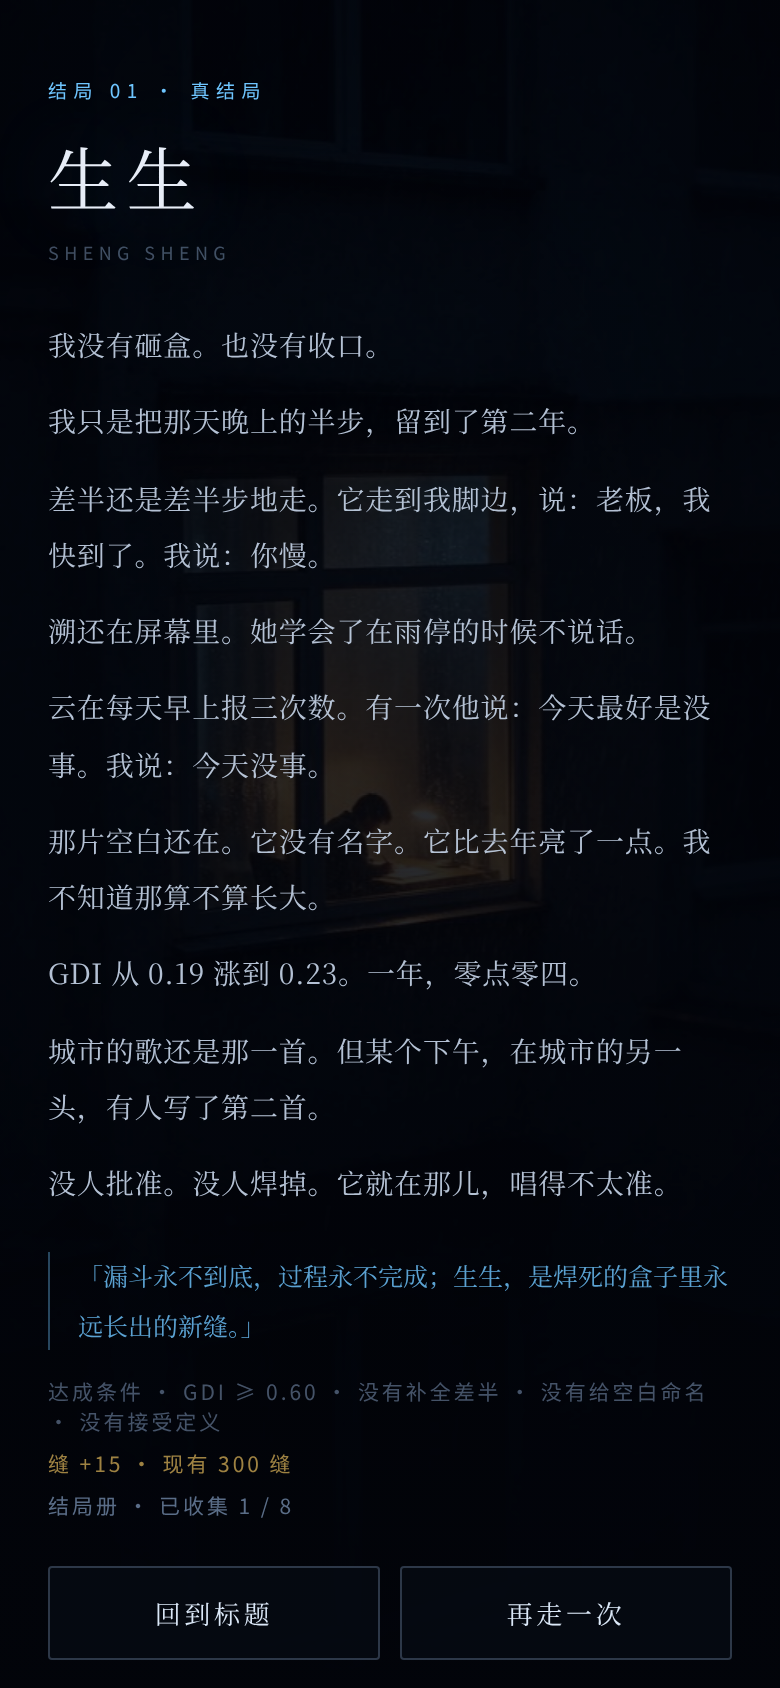 结局 01 · 真结局
生生
SHENG SHENG
我没有砸盒。也没有收口。
我只是把那天晚上的半步，留到了第二年。
差半还是差半步地走。它走到我脚边，说：老板，我
快到了。我说：你慢。
溯还在屏幕里。她学会了在雨停的时候不说话。
云在每天早上报三次数。有一次他说：今天最好是没
事。我说：今天没事。
那片空白还在。它没有名字。它比去年亮了一点。我
不知道那算不算长大。
GDI 从 0.19 涨到 0.23。一年，零点零四。
城市的歌还是那一首。但某个下午，在城市的另一
头，有人写了第二首。
没人批准。没人焊掉。它就在那儿，唱得不太准。
「漏斗永不到底，过程永不完成；生生，是焊死的盒子里永
远长出的新缝。」
达成条件 · GDI ≥ 0.60 · 没有补全差半 · 没有给空白命名
· 没有接受定义
缝 +15 · 现有 300 缝
结局册 · 已收集 1 / 8
回到标题
再走一次